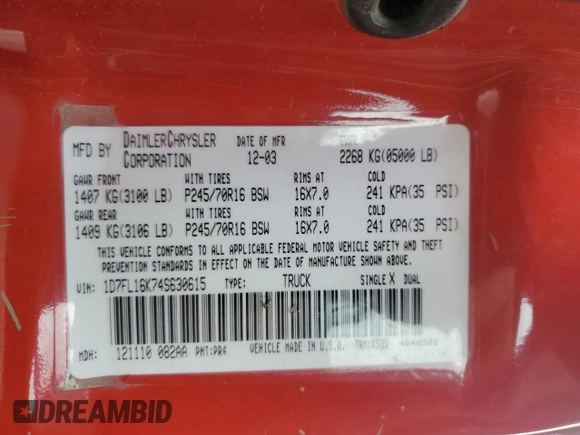 MFD BY DAIMLERCHRYSLER CORPORATION
DATE OF MFR 12-03
2268 KG(05000 LB)
GAWR FRONT WITH TIRES RIMS AT COLD
1407 KG(3100 LB) P245/70R16 BSW 16X7.0 241 KPA(35 PSI)
GAWR REAR WITH TIRES RIMS AT COLD
1409 KG(3106 LB) P245/70R16 BSW 16X7.0 241 KPA(35 PSI)
THIS VEHICLE CONFORMS TO ALL APPLICABLE FEDERAL MOTOR VEHICLE SAFETY AND THEFT
PREVENTION STANDARDS IN EFFECT ON THE DATE OF MANUFACTURE SHOWN ABOVE.
VIN: 1D7FL16K74S630615 TYPE: TRUCK SINGLE X DUAL
MDH: 121110 082AA PNT:PR4 VEHICLE MADE IN U.S.A.
DREAMBID